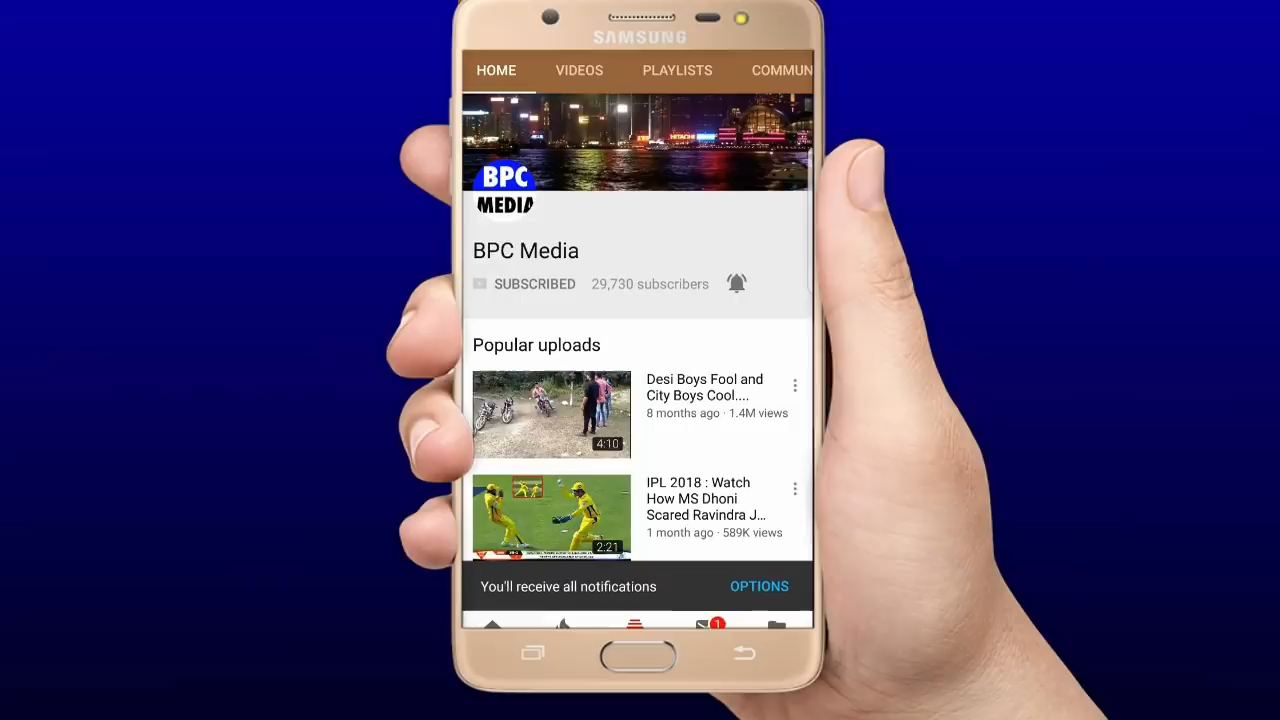 SAMSUNG
HOME VIDEOS PLAYLISTS COMMUN
HITACHI
BPC
MEDIA
BPC Media
SUBSCRIBED 29,730 subscribers
Popular uploads
Desi Boys Fool and
City Boys Cool....
8 months ago · 1.4M views
4:10
IPL 2018 : Watch
How MS Dhoni
Scared Ravindra J...
1 month ago · 589K views
2:21
You'll receive all notifications OPTIONS
1